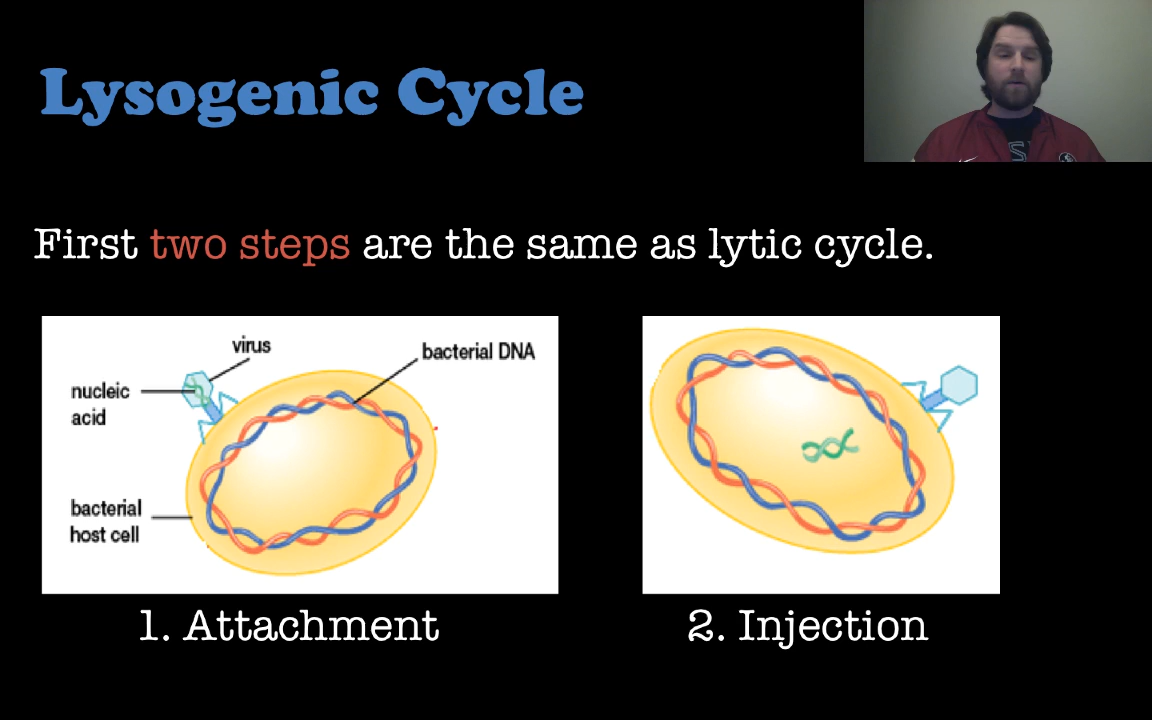 Lysogenic Cycle
First two steps are the same as lytic cycle.
virus
bacterial DNA
nucleic
acid
bacterial
host cell
1. Attachment
2. Injection